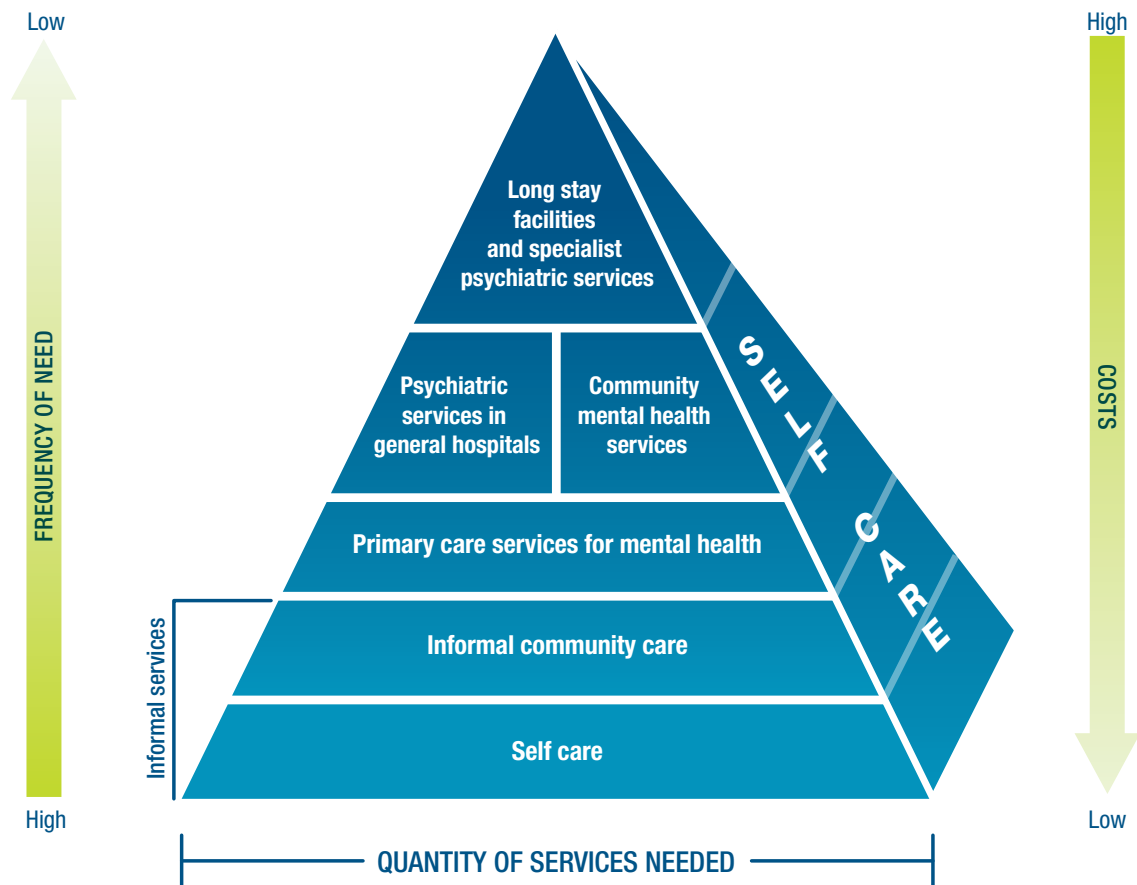 Low
High
Long stay
facilities
and specialist
psychiatric services
FREQUENCY OF NEED
COSTS
SELF CARE
Psychiatric
services in
general hospitals
Community
mental health
services
Primary care services for mental health
Informal services
Informal community care
Self care
High
Low
QUANTITY OF SERVICES NEEDED